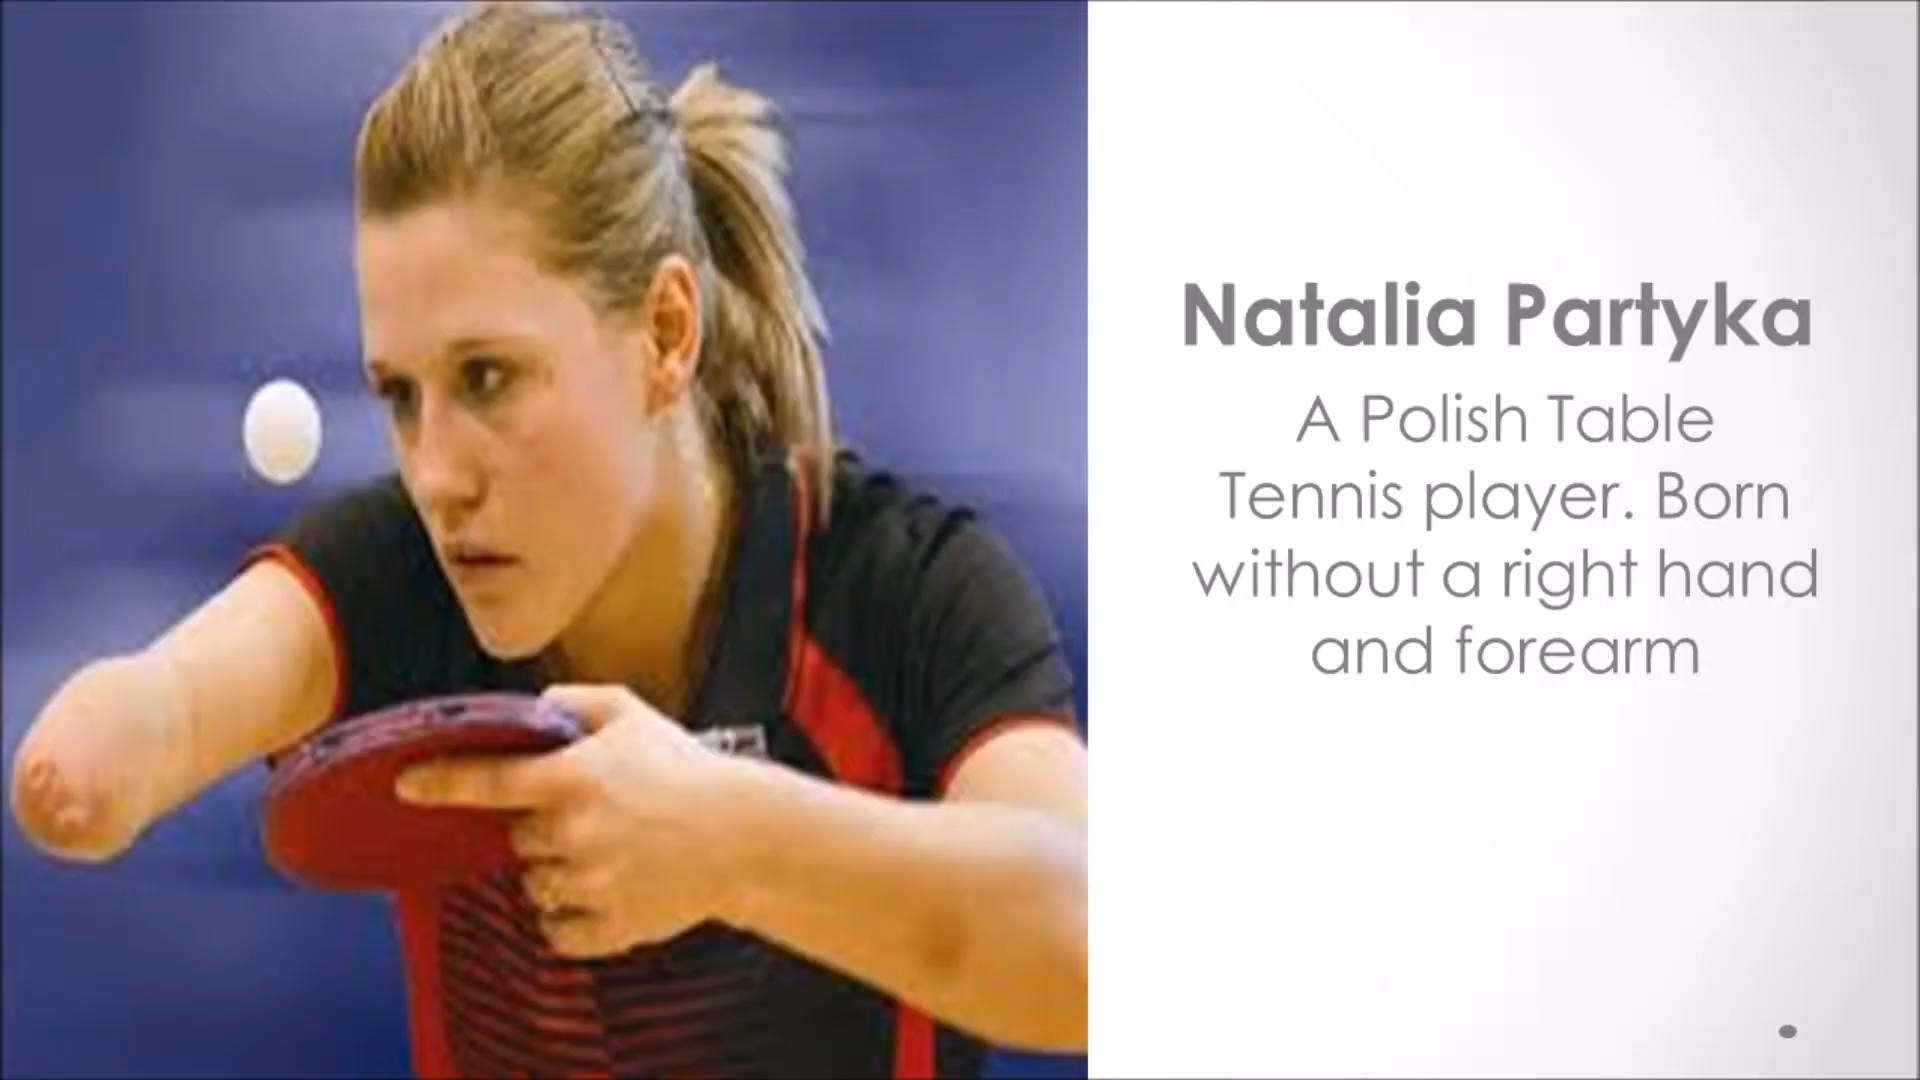 Natalia Partyka
A Polish Table
Tennis player. Born
without a right hand
and forearm